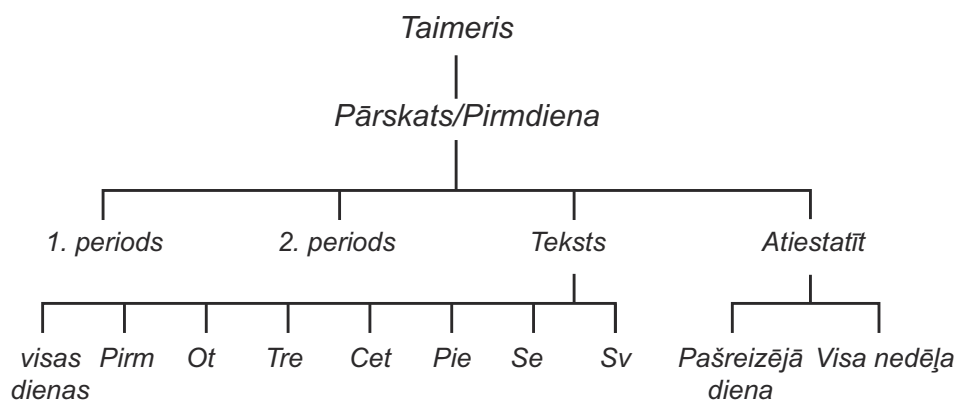 Taimeris
Pārskats/Pirmdiena
1. periods 2. periods Teksts Atiestatīt
visas dienas Pirm Ot Tre Cet Pie Se Sv Pašreizējā diena Visa nedēļa